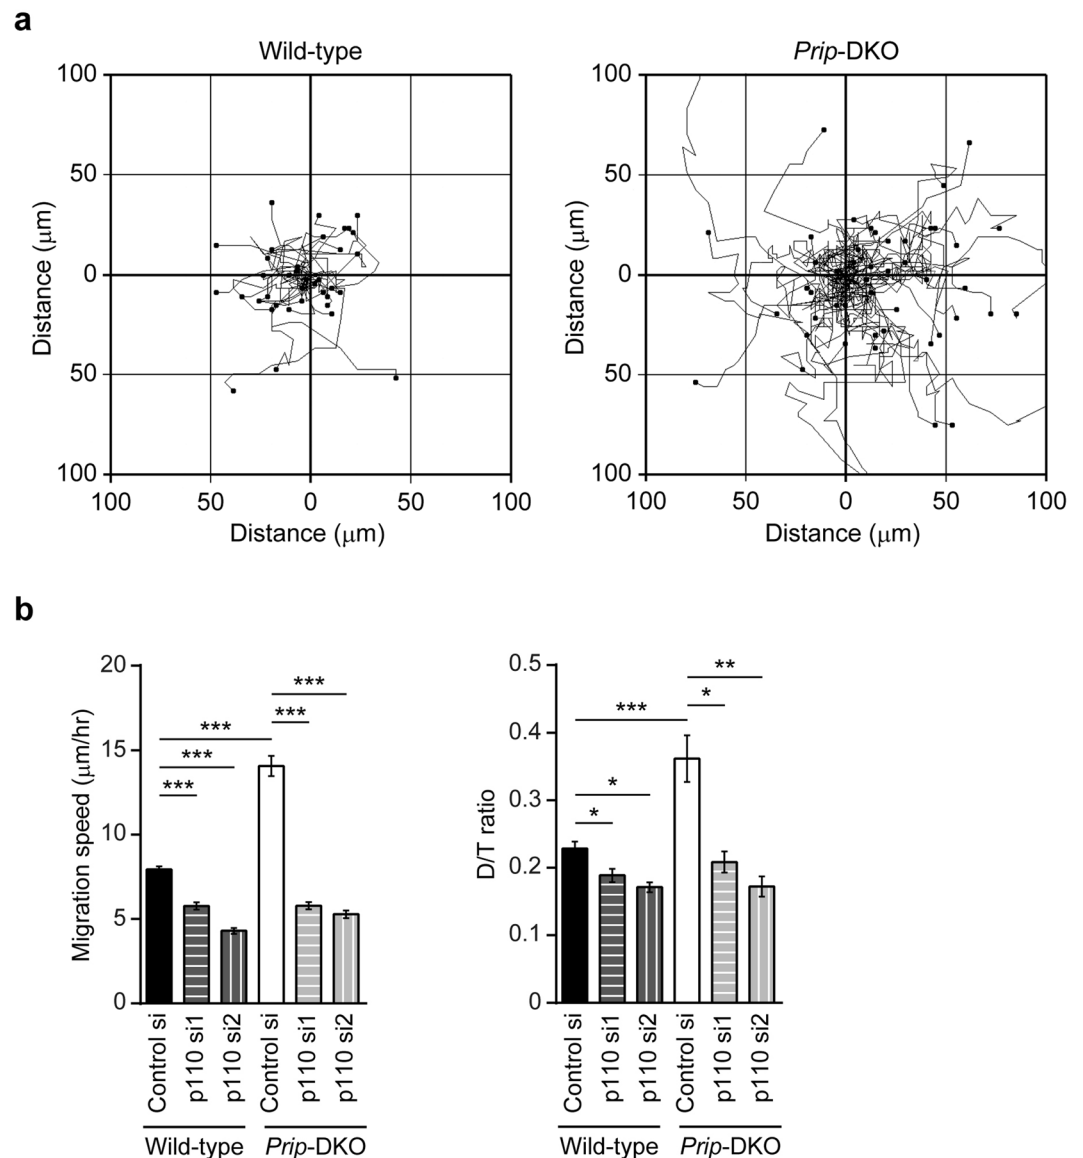 a
Wild-type
Prip-DKO
100
50
0
50
100
Distance (μm)
100 50 0 50 100
Distance (μm)
100
50
0
50
100
Distance (μm)
100 50 0 50 100
Distance (μm)
b
20
15
10
5
0
Migration speed (μm/hr)
***
***
***
***
***
Control si
p110 si1
p110 si2
Control si
p110 si1
p110 si2
Wild-type
Prip-DKO
0.5
0.4
0.3
0.2
0.1
0
D/T ratio
**
*
***
*
*
Control si
p110 si1
p110 si2
Control si
p110 si1
p110 si2
Wild-type
Prip-DKO